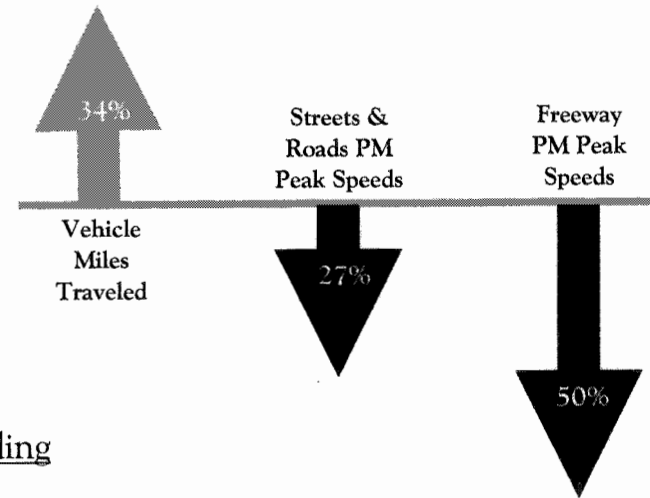 34%
Vehicle
Miles
Traveled
Streets &
Roads PM
Peak Speeds
27%
Freeway
PM Peak
Speeds
50%